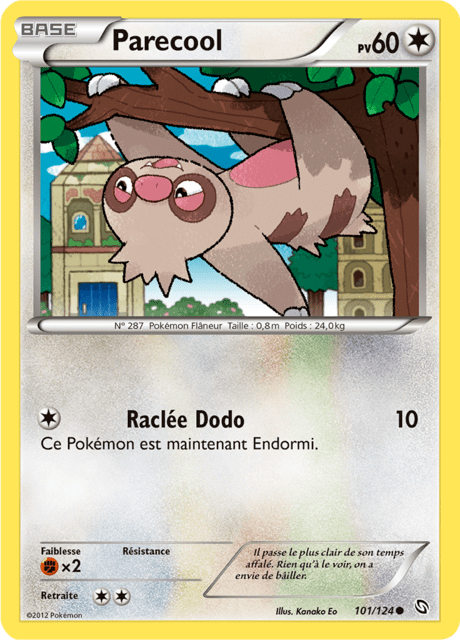 BASE
Parecool
PV60
N° 287 Pokémon Flâneur Taille : 0,8m Poids : 24,0kg
Raclée Dodo 10
Ce Pokémon est maintenant Endormi.
Faiblesse Résistance
×2
Retraite
Il passe le plus clair de son temps
affalé. Rien qu'à le voir, on a
envie de bâiller.
©2012 Pokémon
Illus. Kanako Eo 101/124